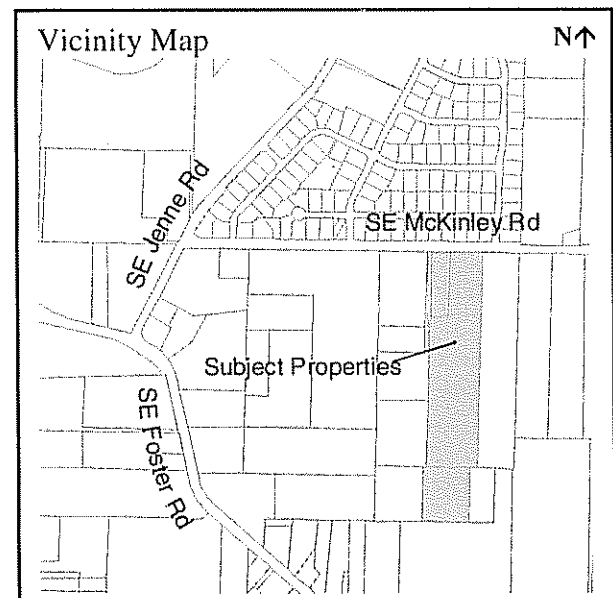 Vicinity Map
N↑
SE Jenne Rd
SE McKinley Rd
Subject Properties
SE Foster Rd